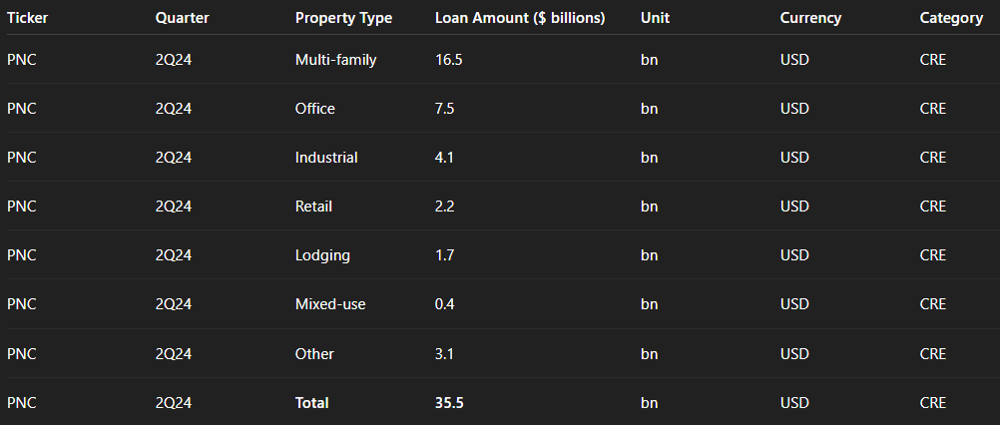 Ticker Quarter Property Type Loan Amount ($ billions) Unit Currency Category
PNC 2Q24 Multi-family 16.5 bn USD CRE
PNC 2Q24 Office 7.5 bn USD CRE
PNC 2Q24 Industrial 4.1 bn USD CRE
PNC 2Q24 Retail 2.2 bn USD CRE
PNC 2Q24 Lodging 1.7 bn USD CRE
PNC 2Q24 Mixed-use 0.4 bn USD CRE
PNC 2Q24 Other 3.1 bn USD CRE
PNC 2Q24 Total 35.5 bn USD CRE